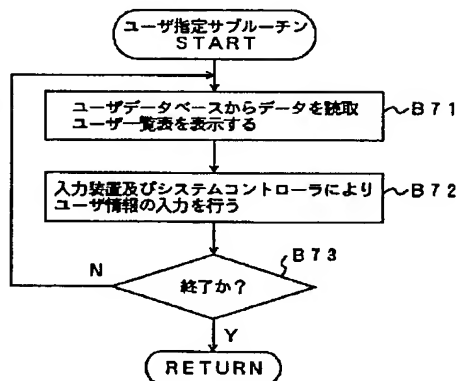 ユーザ指定サブルーチン
START
ユーザデータベースからデータを読取
ユーザ一覧表を表示する
B71
入力装置及びシステムコントローラにより
ユーザ情報の入力を行う
B72
B73
N
終了か?
Y
RETURN